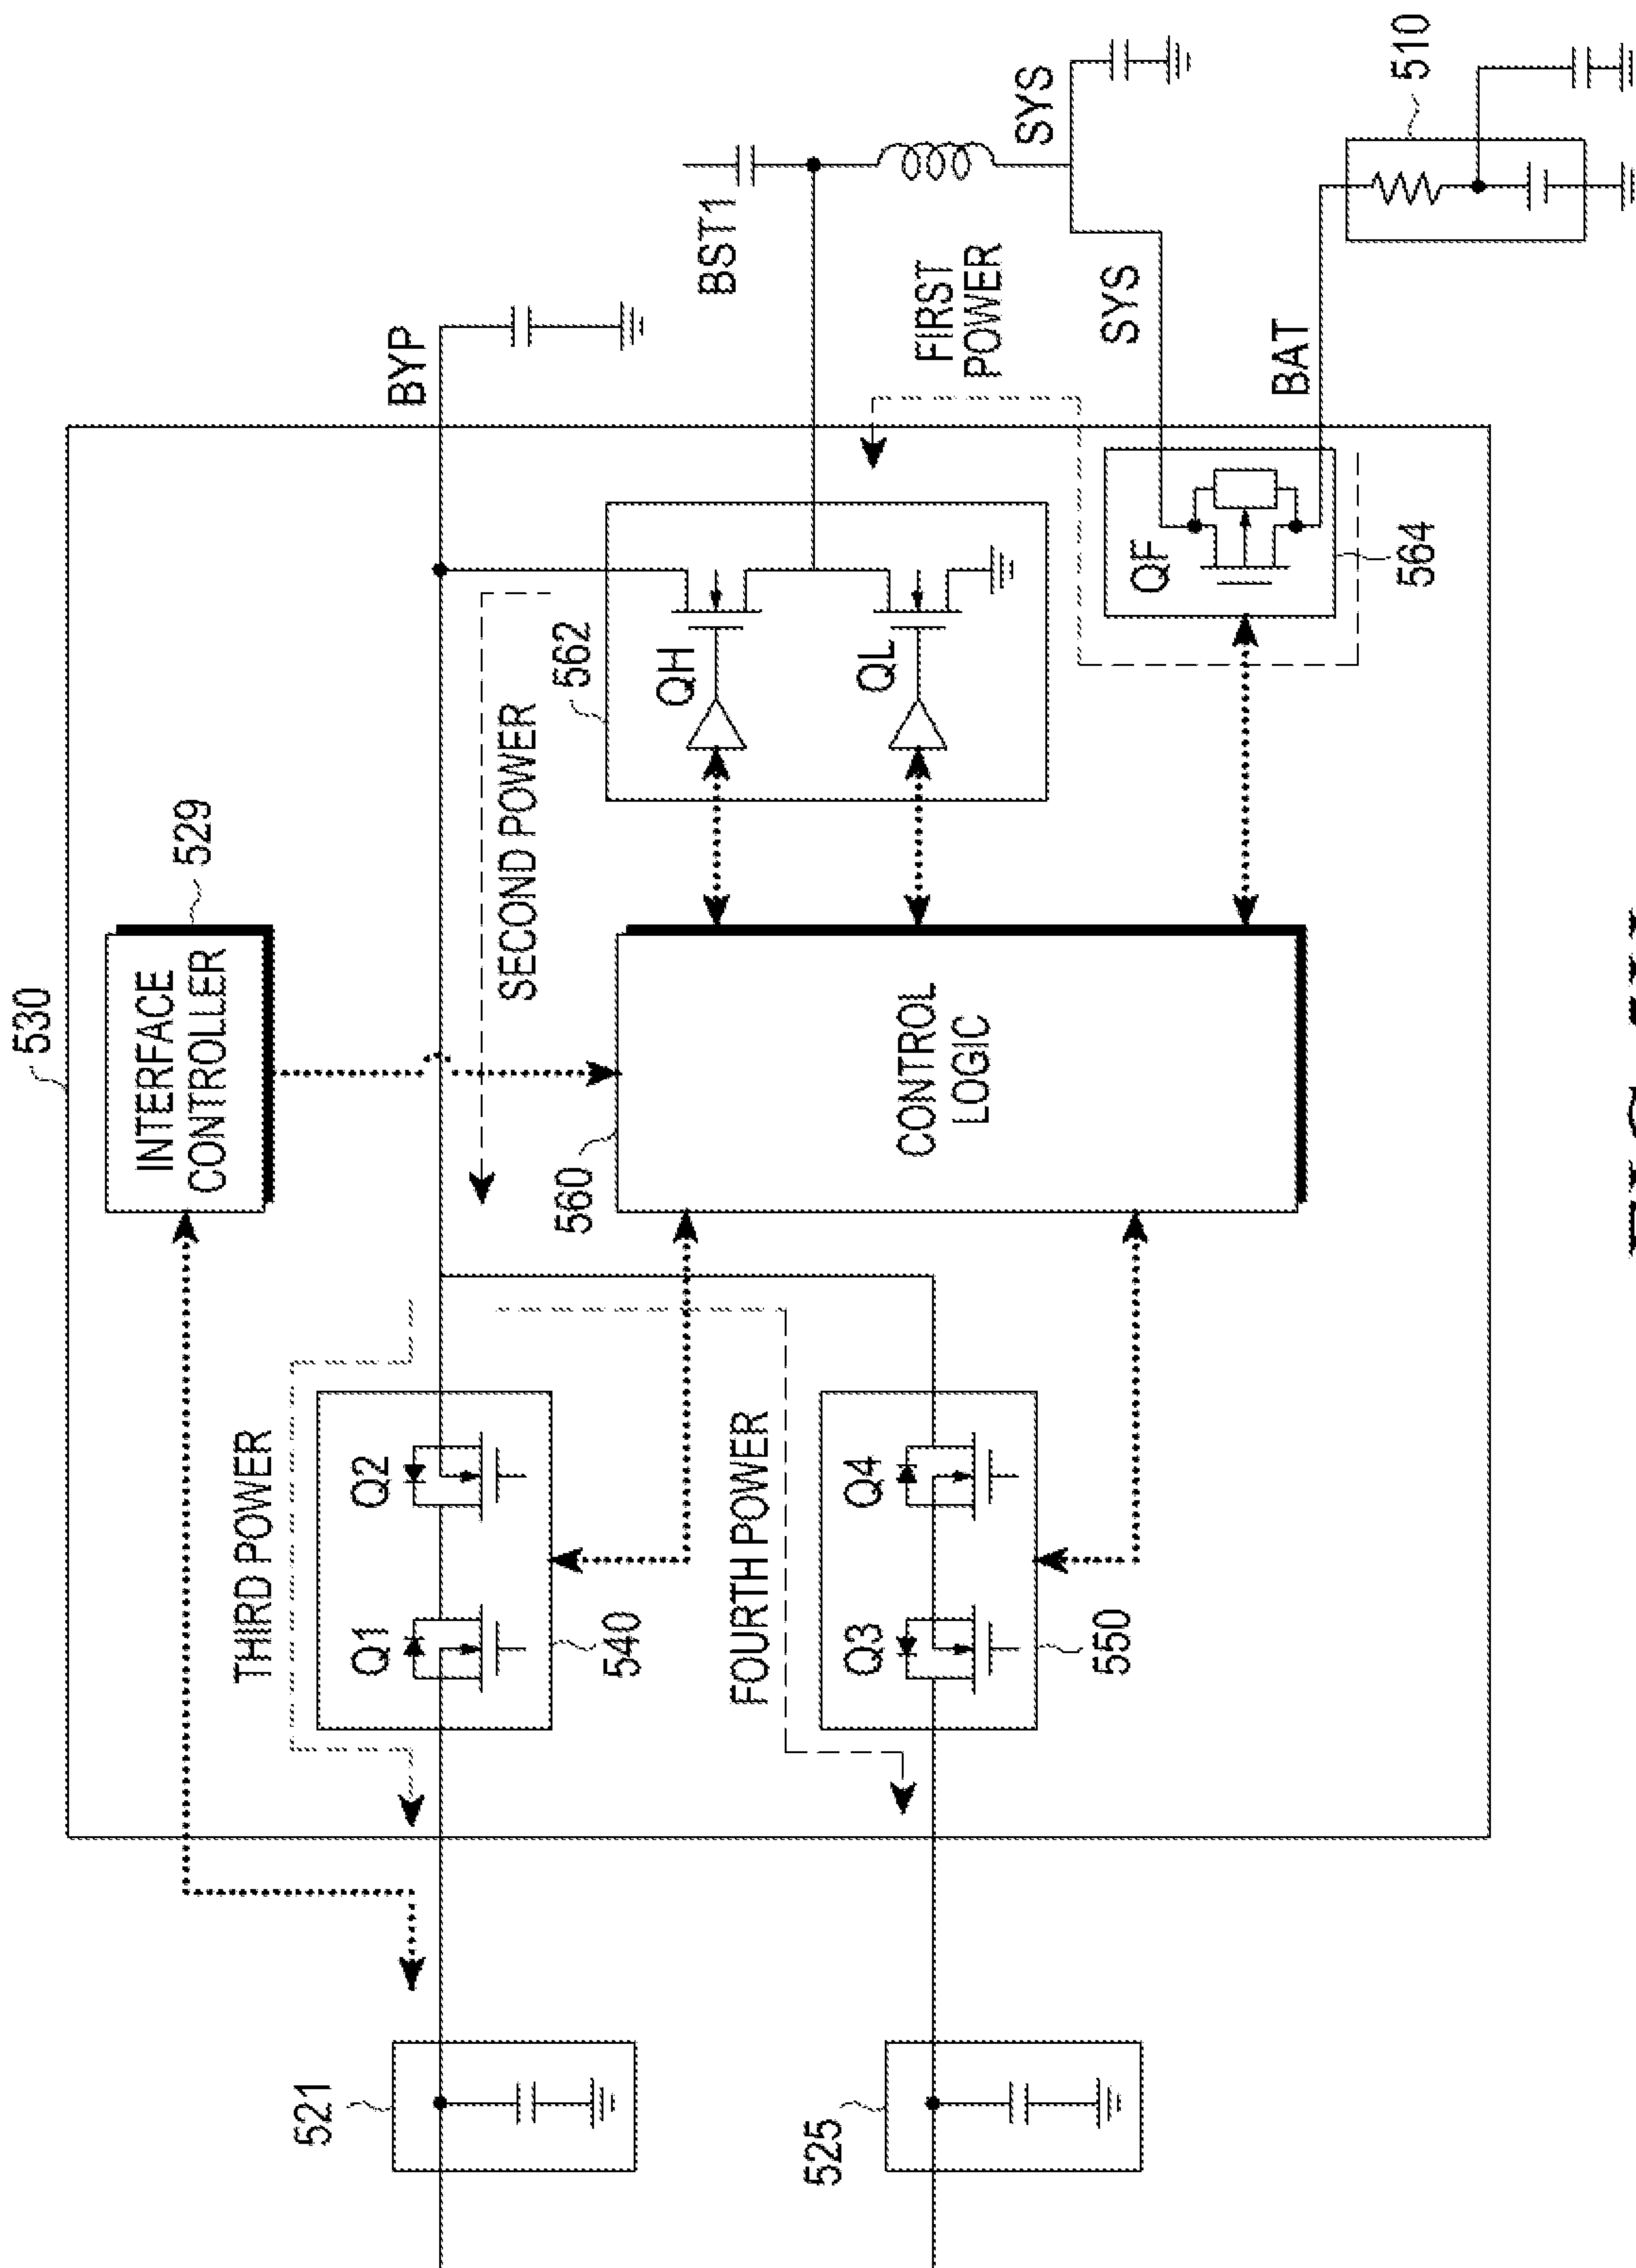 530
INTERFACE
CONTROLLER
529
521
THIRD POWER
Q1
Q2
540
BYP
SECOND POWER
562
QH
QL
BST1
FIRST
POWER
SYS
SYS
560
CONTROL
LOGIC
525
FOURTH POWER
Q3
Q4
550
QF
564
BAT
510